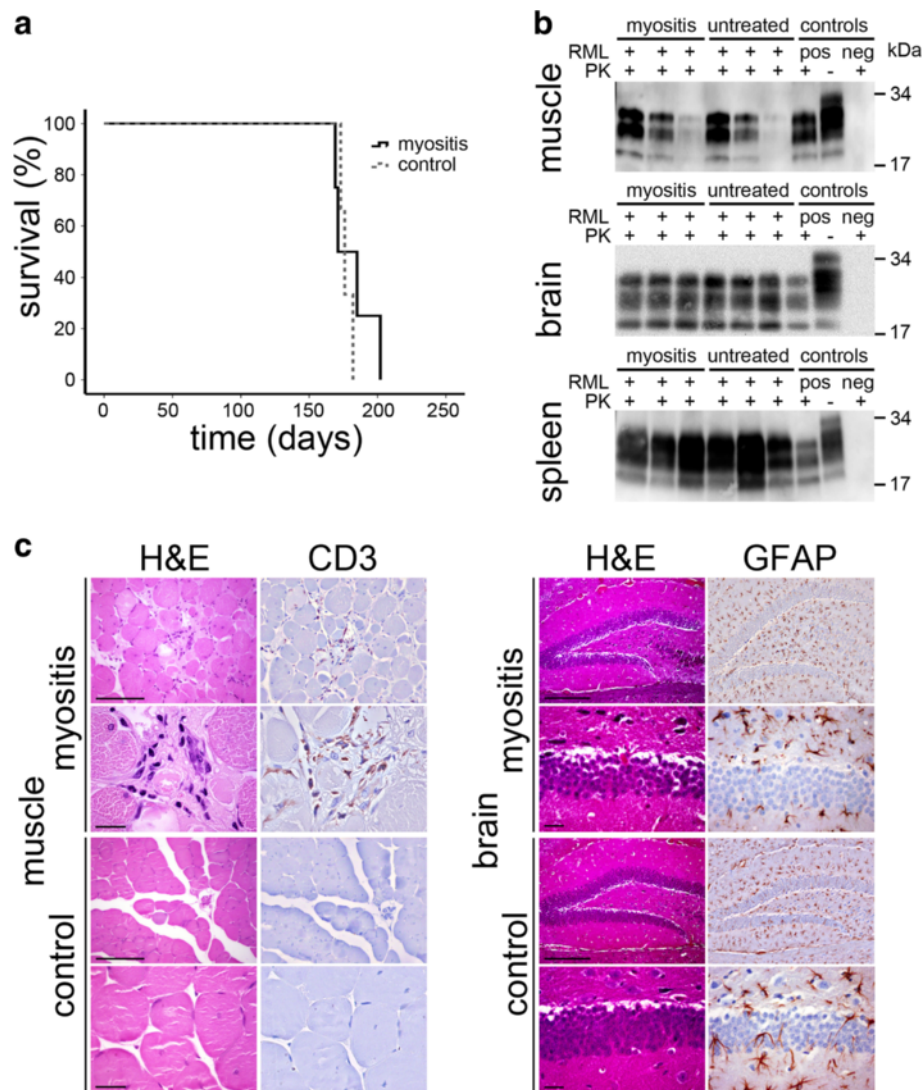 a
survival (%)
100
80
60
40
20
0
0 50 100 150 200 250
time (days)
myositis
control
b
muscle
myositis untreated controls
RML + + + + + + pos neg kDa
PK + + + + + + + - +
34
17
brain
myositis untreated controls
RML + + + + + + pos neg
PK + + + + + + + - +
34
17
spleen
myositis untreated controls
RML + + + + + + pos neg
PK + + + + + + + - +
34
17
c
H&E CD3
muscle
myositis
control
H&E GFAP
brain
myositis
control